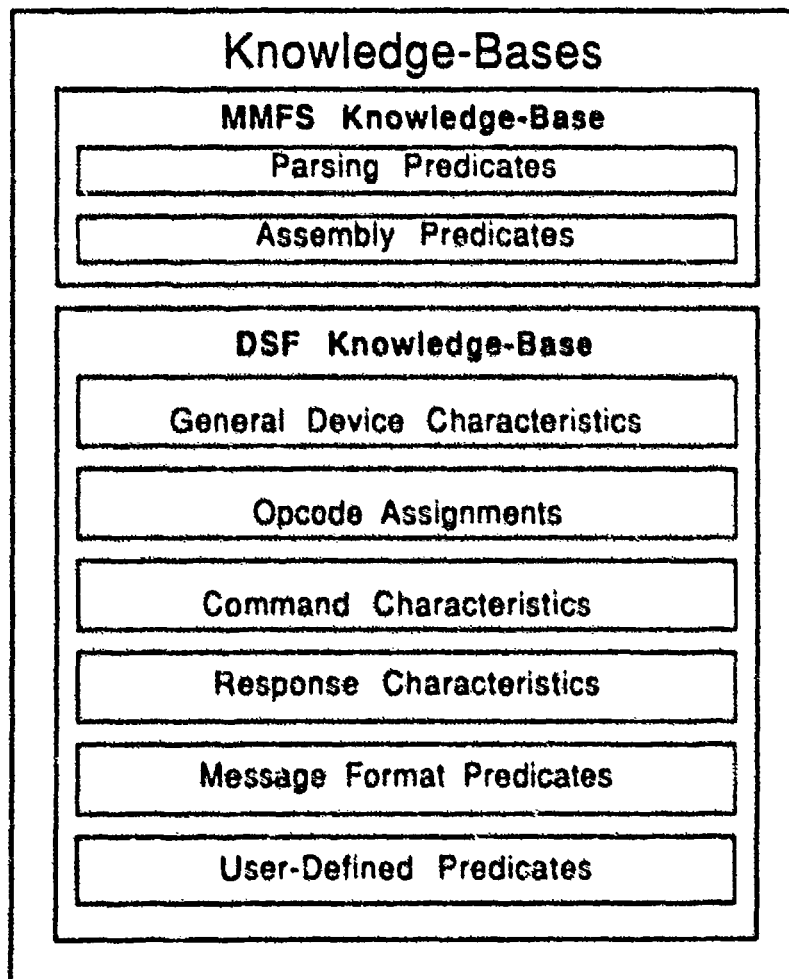 Knowledge-Bases
MMFS Knowledge-Base
Parsing Predicates
Assembly Predicates
DSF Knowledge-Base
General Device Characteristics
Opcode Assignments
Command Characteristics
Response Characteristics
Message Format Predicates
User-Defined Predicates